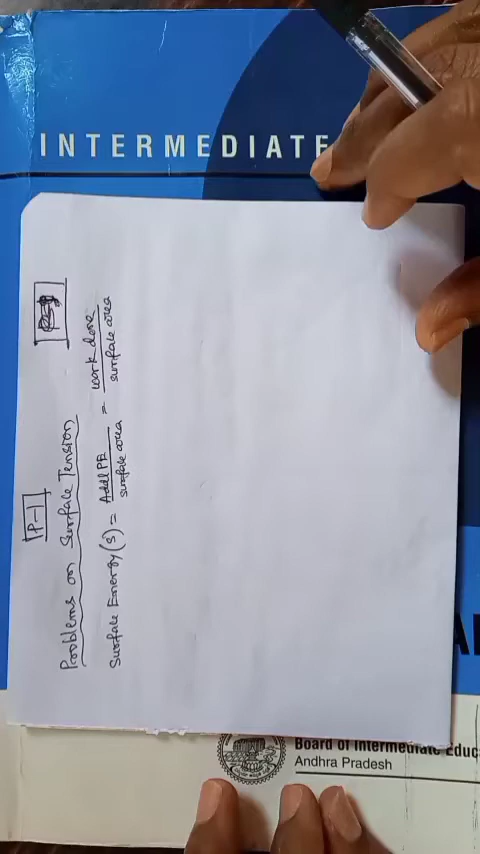 INTERMEDIATE
P-1
Problems on Surface Tension
Surface Energy (S) = Addl PE / surface area = work done / surface area
Board of Intermediate Educ
Andhra Pradesh